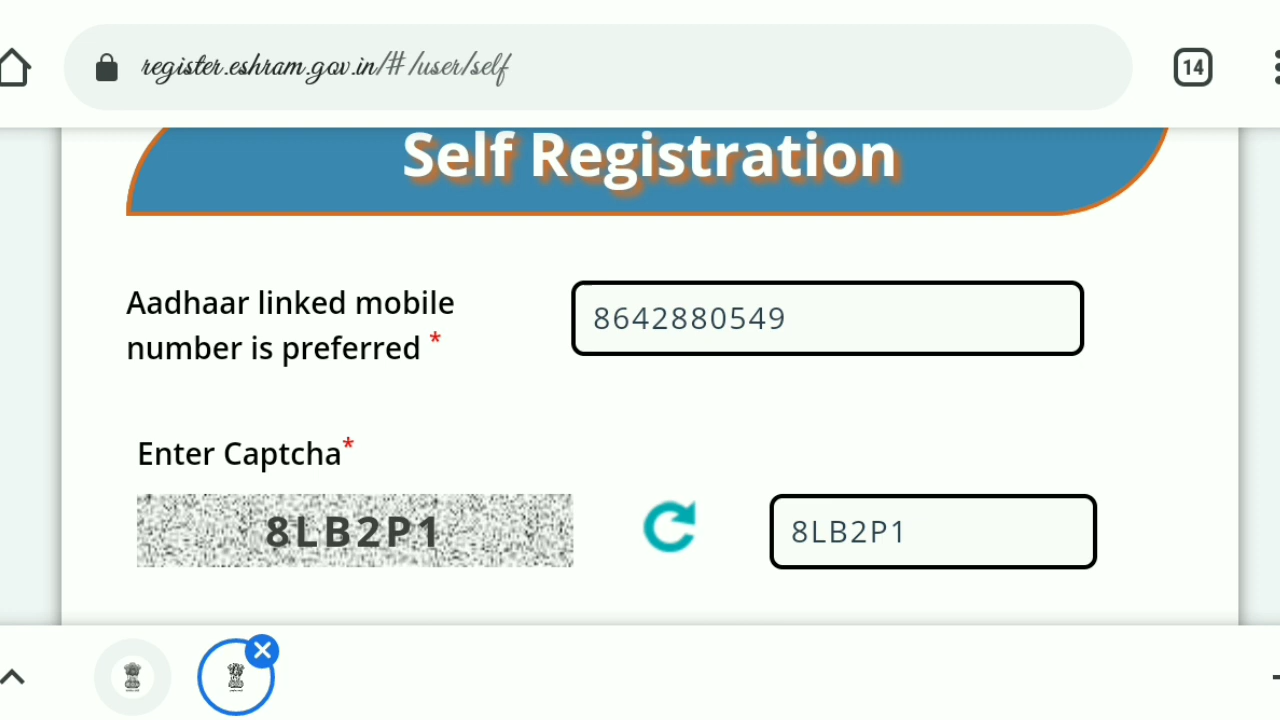 register.eshram.gov.in/#/user/self
14
Self Registration
Aadhaar linked mobile
number is preferred *
8642880549
Enter Captcha*
8LB2P1
8LB2P1